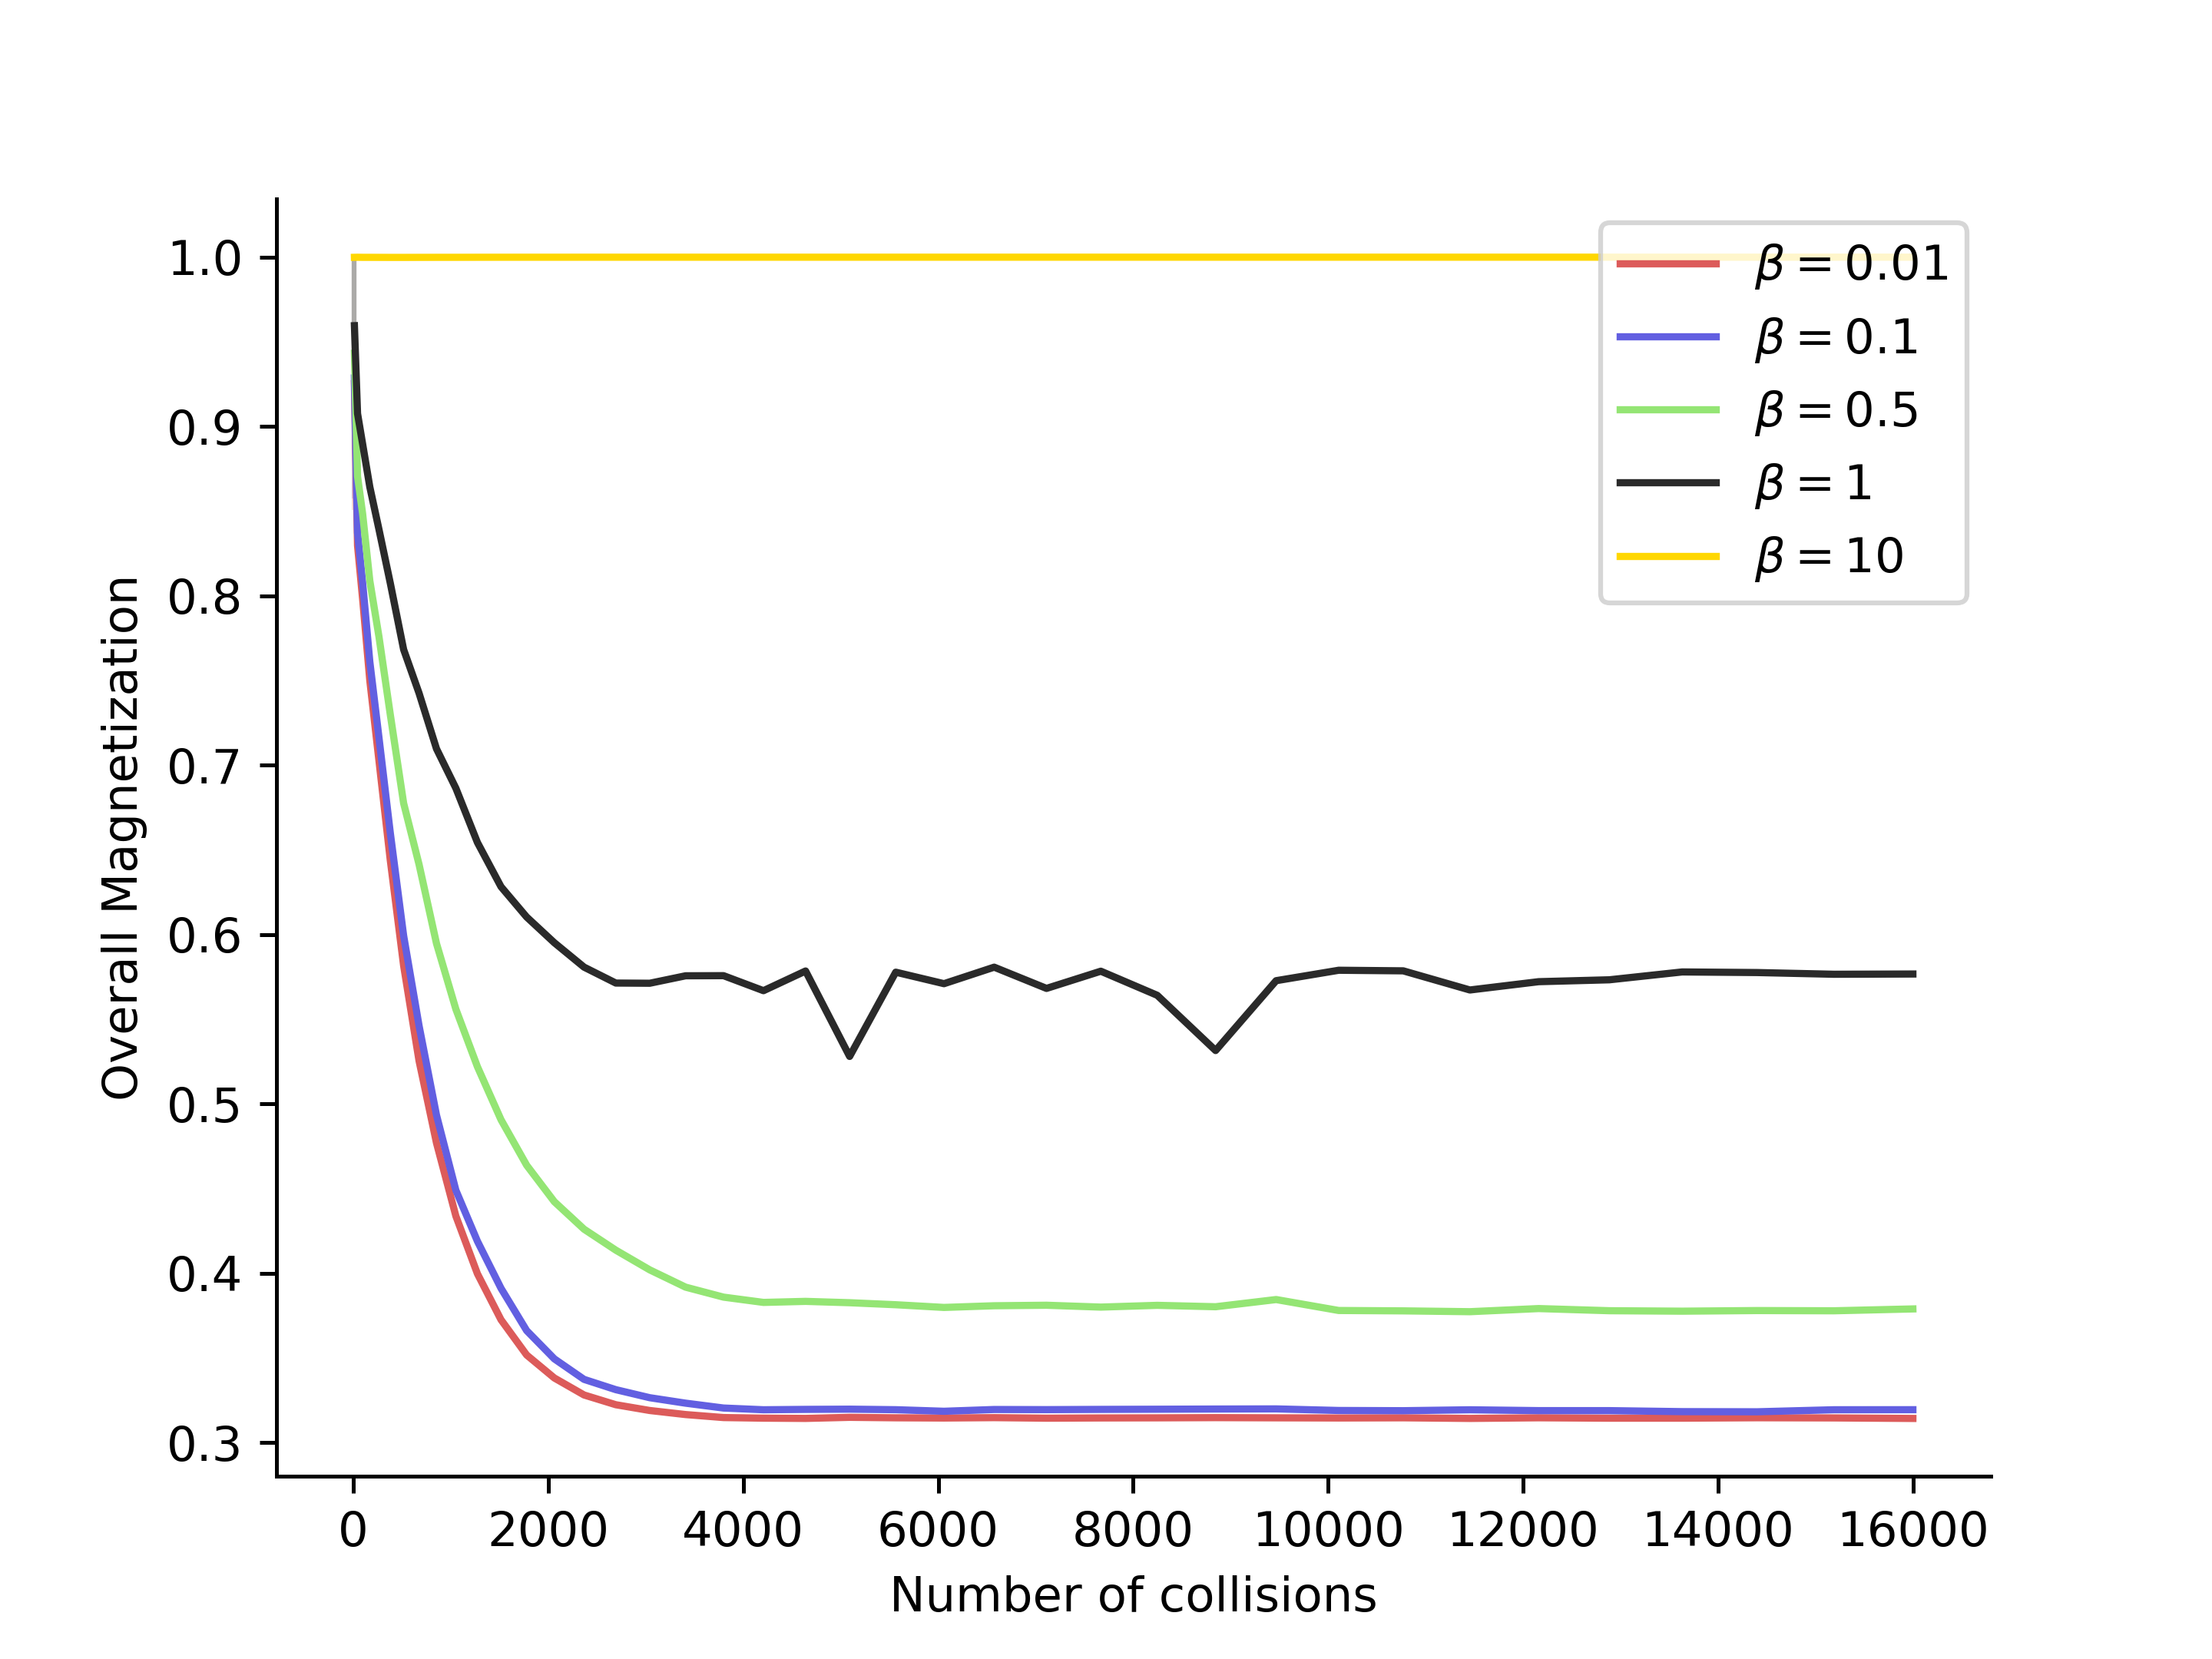 1.0
0.9
0.8
0.7
0.6
0.5
0.4
0.3
Overall Magnetization
β = 0.01
β = 0.1
β = 0.5
β = 1
β = 10
0 2000 4000 6000 8000 10000 12000 14000 16000
Number of collisions